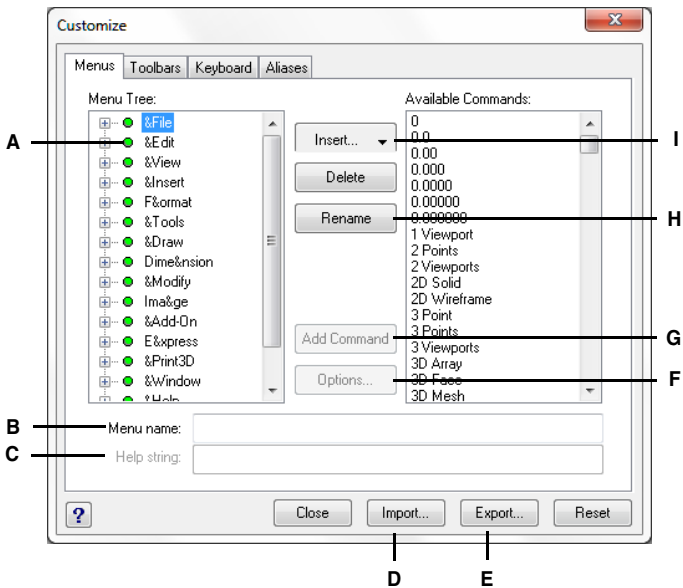 Customize
Menus Toolbars Keyboard Aliases
Menu Tree:
Available Commands:
&File
&Edit
&View
&Insert
F&ormat
&Tools
&Draw
Dime&nsion
&Modify
Ima&ge
&Add-On
E&xpress
&Print3D
&Window
&Help
Insert...
Delete
Rename
Add Command
Options...
0
0.0
0.00
0.000
0.0000
0.00000
0.000000
1 Viewport
2 Points
2 Viewports
2D Solid
2D Wireframe
3 Point
3 Points
3 Viewports
3D Array
3D Face
3D Mesh
Menu name:
Help string:
?
Close Import... Export... Reset
A
B
C
D
E
F
G
H
I